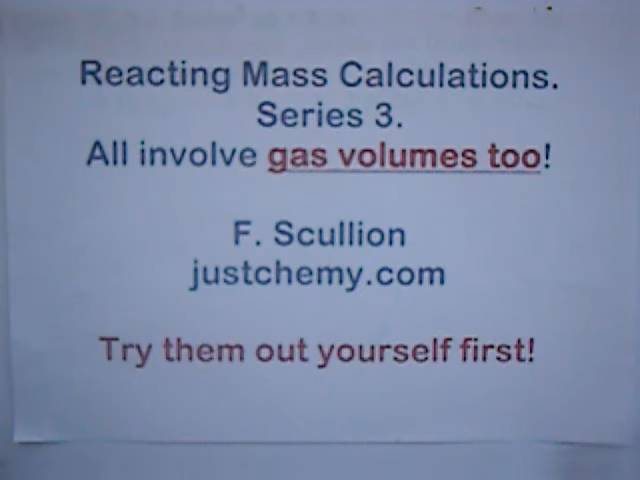 Reacting Mass Calculations.
Series 3.
All involve gas volumes too!
F. Scullion
justchemy.com
Try them out yourself first!